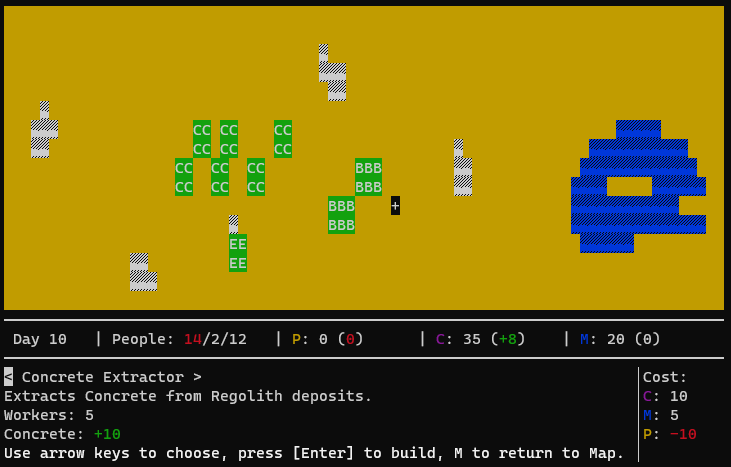 CC CC CC
CC CC CC
CC CC CC BBB
CC CC CC BBB
BBB +
BBB
EE
EE
Day 10 | People: 14/2/12 | P: 0 (0) | C: 35 (+8) | M: 20 (0)
< Concrete Extractor >
Extracts Concrete from Regolith deposits.
Workers: 5
Concrete: +10
Use arrow keys to choose, press [Enter] to build, M to return to Map.
Cost:
C: 10
M: 5
P: -10